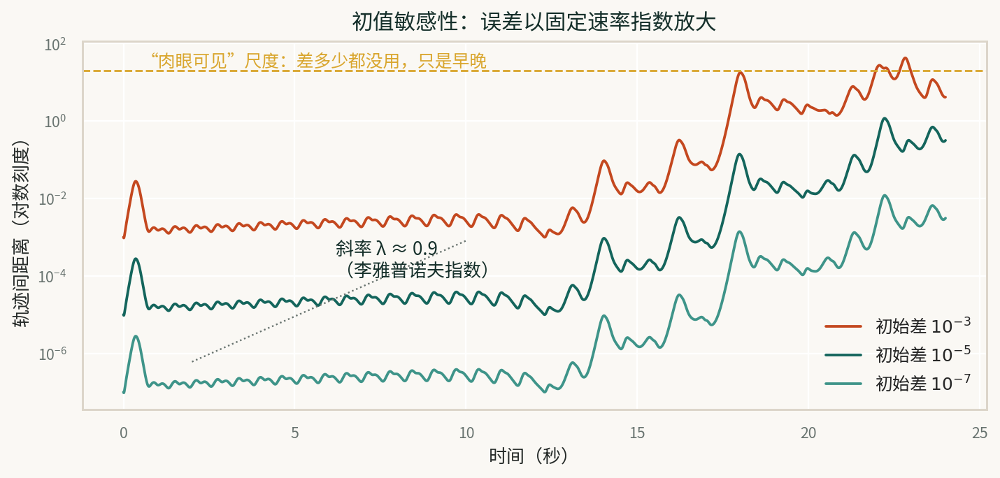 初值敏感性：误差以固定速率指数放大
轨迹间距离（对数刻度）
10²
10⁰
10⁻²
10⁻⁴
10⁻⁶
“肉眼可见”尺度：差多少都没用，只是早晚
斜率 λ ≈ 0.9
（李雅普诺夫指数）
初始差 10⁻³
初始差 10⁻⁵
初始差 10⁻⁷
0 5 10 15 20 25
时间（秒）